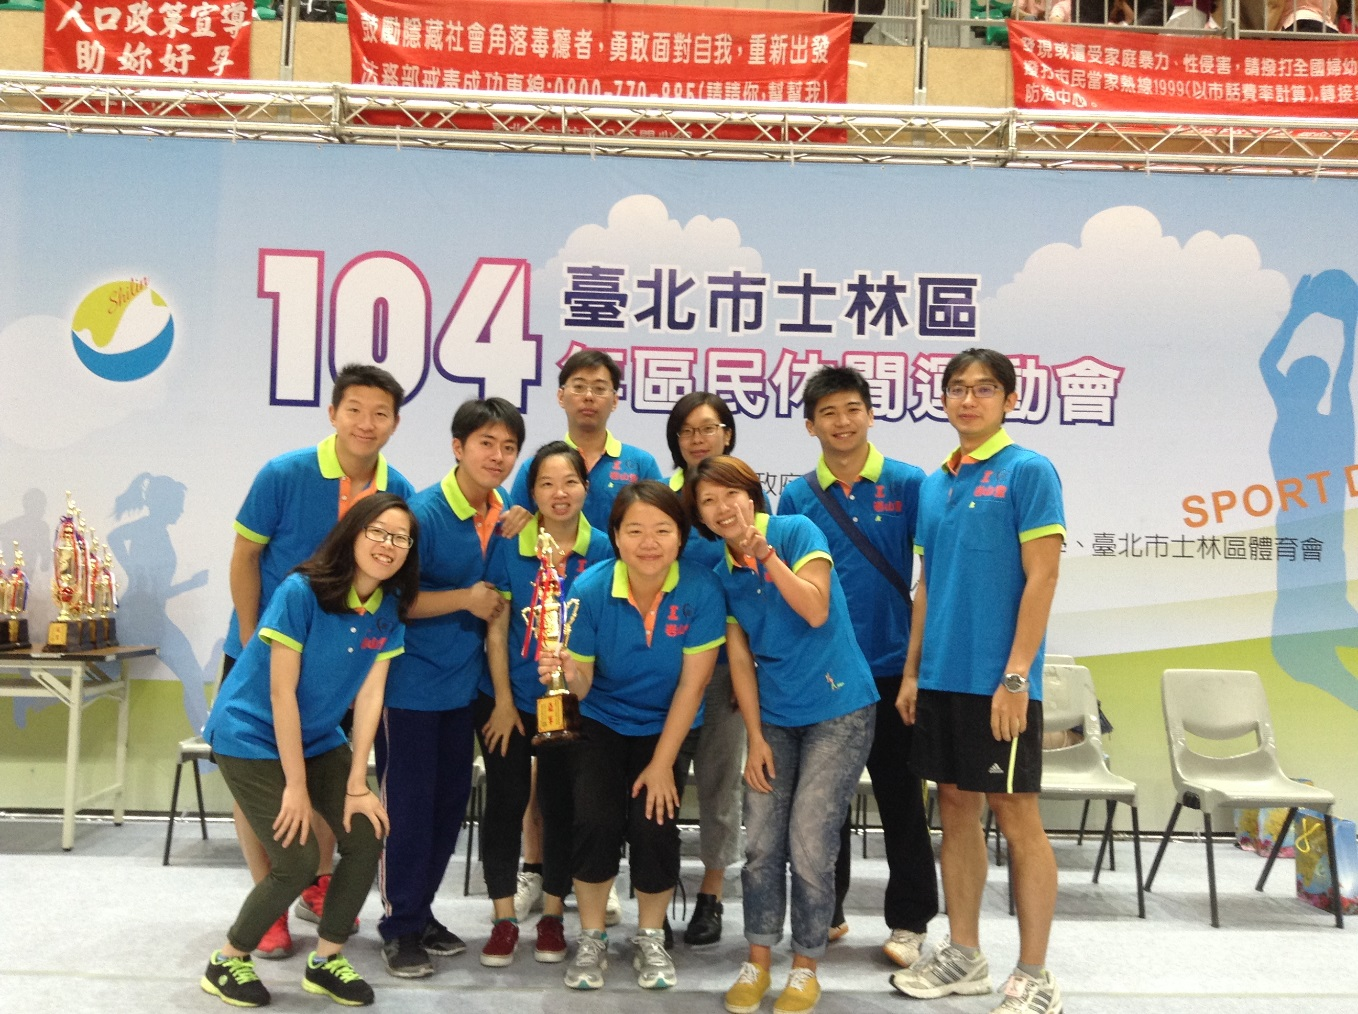 人口政策宣導
助妳好孕
鼓勵隱藏社會角落毒癮者，勇敢面對自我，重新出發
法務部戒毒成功專線:0800-770-885(請請你,幫幫我)
發現或遭受家庭暴力、性侵害，請撥打全國婦幼
撥打市民當家熱線1999(以市話費率計算),轉接
防治中心。
Shilin
104
臺北市士林區
年區民休閒運動會
政府
SPORT D
、臺北市士林區體育會
adidas